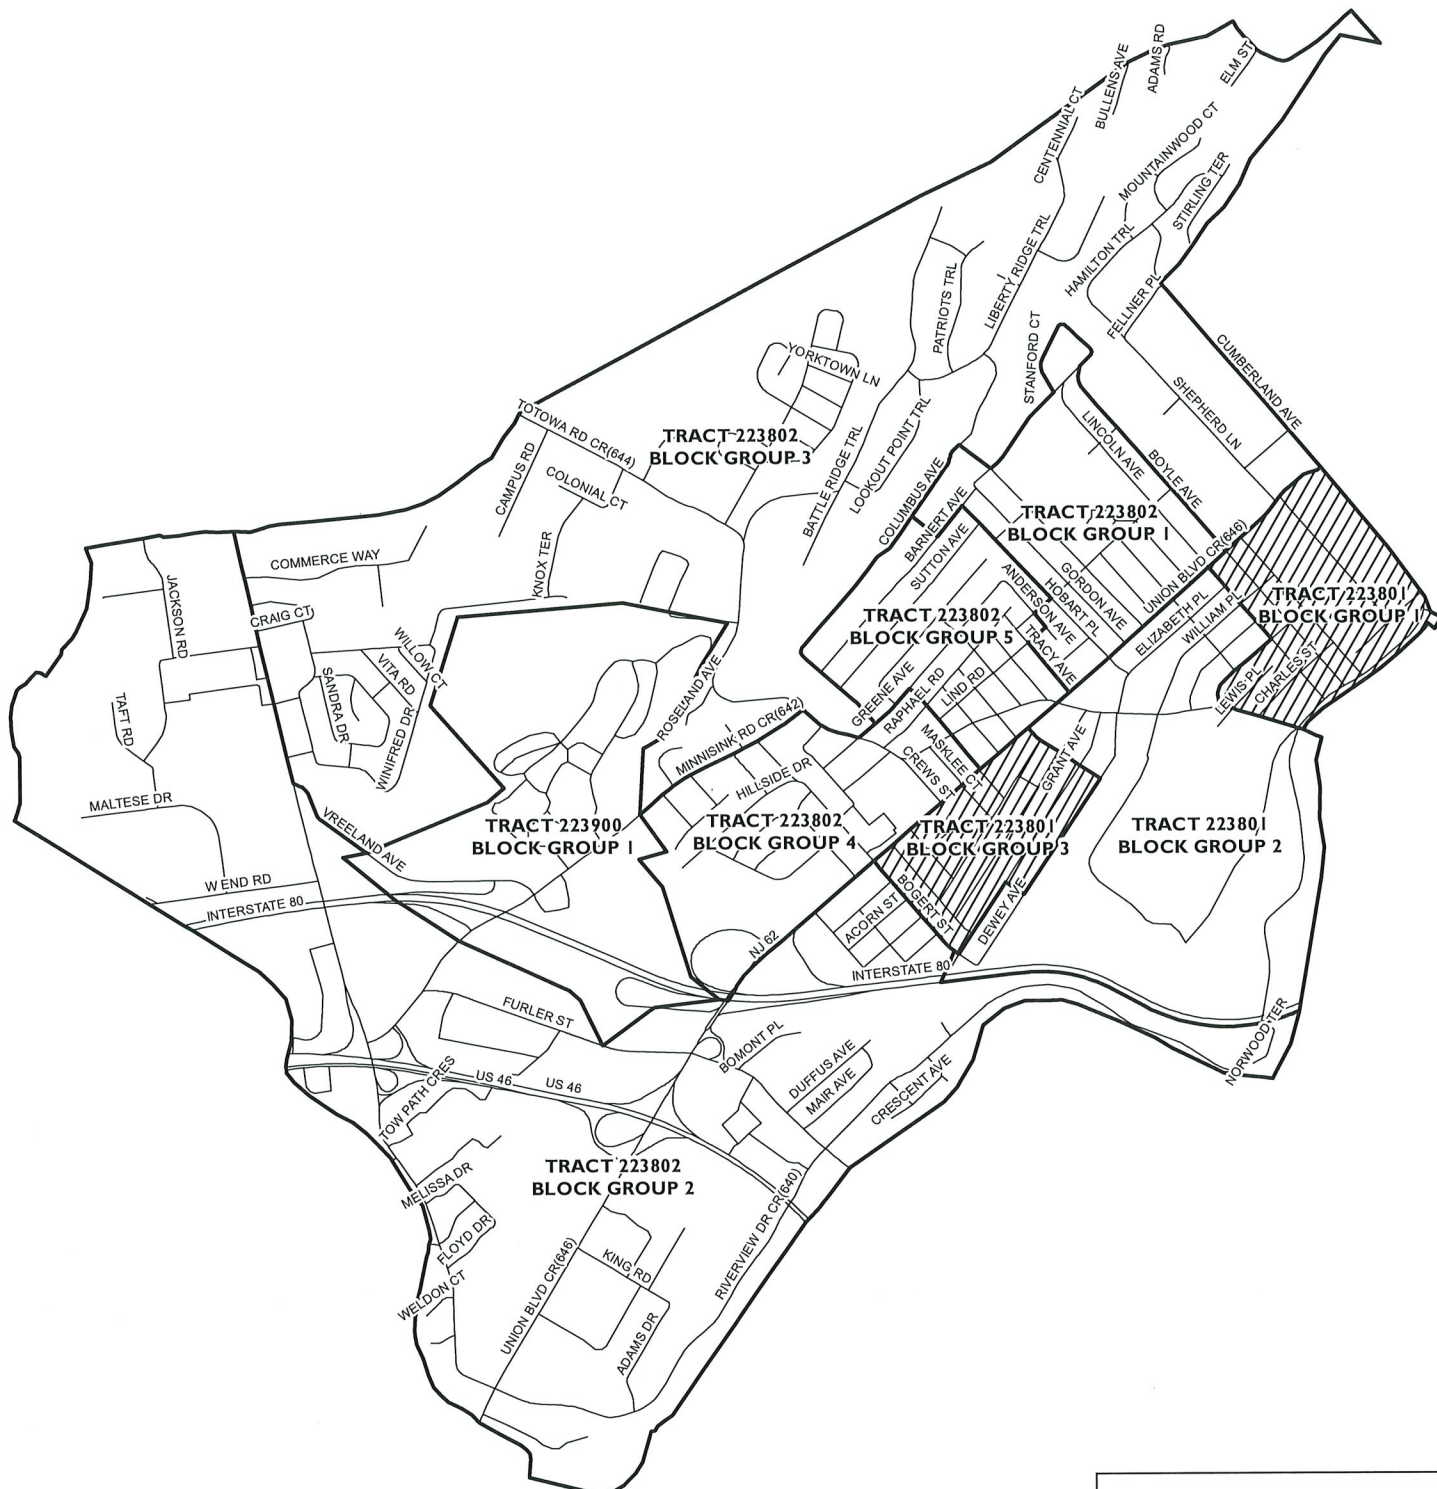 ELM ST
ADAMS RD
BULLENS AVE
CENTENNIAL CT
MOUNTAINWOOD CT
STIRLING TER
HAMILTON TRL
LIBERTY RIDGE TRL
PATRIOTS TRL
FELLNER PL
STANFORD CT
CUMBERLAND AVE
YORKTOWN LN
SHEPHERD LN
TOTOWA RD CR(644)
TRACT 223802
BLOCK GROUP 3
CAMPUS RD
COLONIAL CT
BATTLE RIDGE TRL
LOOKOUT POINT TRL
LINCOLN AVE
BOYLE AVE
COLUMBUS AVE
BARNERT AVE
SUTTON AVE
TRACT 223802
BLOCK GROUP 1
UNION BLVD CR(646)
COMMERCE WAY
KNOX TER
JACKSON RD
CRAIG CT
ANDERSON AVE
HOBART PL
GORDON AVE
ELIZABETH PL
WILLIAM PL
TRACT 223801
BLOCK GROUP 1
TRACT 223802
BLOCK GROUP 5
TRACY AVE
WILLOW CT
VITA RD
SANDRA DR
WINIFRED DR
TAFT RD
ROSELAND AVE
GREENE AVE
RAPHAEL RD
LIND RD
LEWIS PL
CHARLES ST
MINNISINK RD CR(642)
HILLSIDE DR
MASKLEE CT
CREWS ST
GRANT AVE
MALTESE DR
VREELAND AVE
TRACT 223900
BLOCK GROUP 1
TRACT 223802
BLOCK GROUP 4
TRACT 223801
BLOCK GROUP 3
TRACT 223801
BLOCK GROUP 2
W END RD
INTERSTATE 80
BOGERT ST
ACORN ST
DEWEY AVE
NJ 62
INTERSTATE 80
FURLER ST
NORWOOD TER
BOMONT PL
DUFFUS AVE
MAIR AVE
CRESCENT AVE
US 46
US 46
TOW PATH CRES
MELISSA DR
TRACT 223802
BLOCK GROUP 2
RIVERVIEW DR CR(640)
FLOYD DR
KING RD
WELDON CT
UNION BLVD CR(646)
ADAMS DR